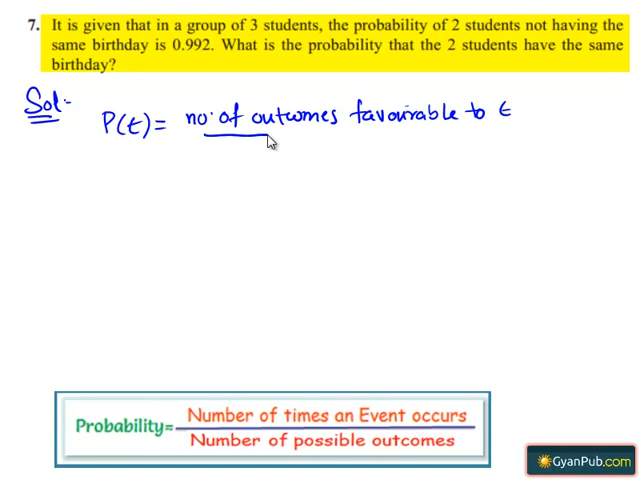 7. It is given that in a group of 3 students, the probability of 2 students not having the
same birthday is 0.992. What is the probability that the 2 students have the same
birthday?
Sol:-
P(E) = no. of outcomes favourable to E
Probability= Number of times an Event occurs
Number of possible outcomes
GyanPub.com